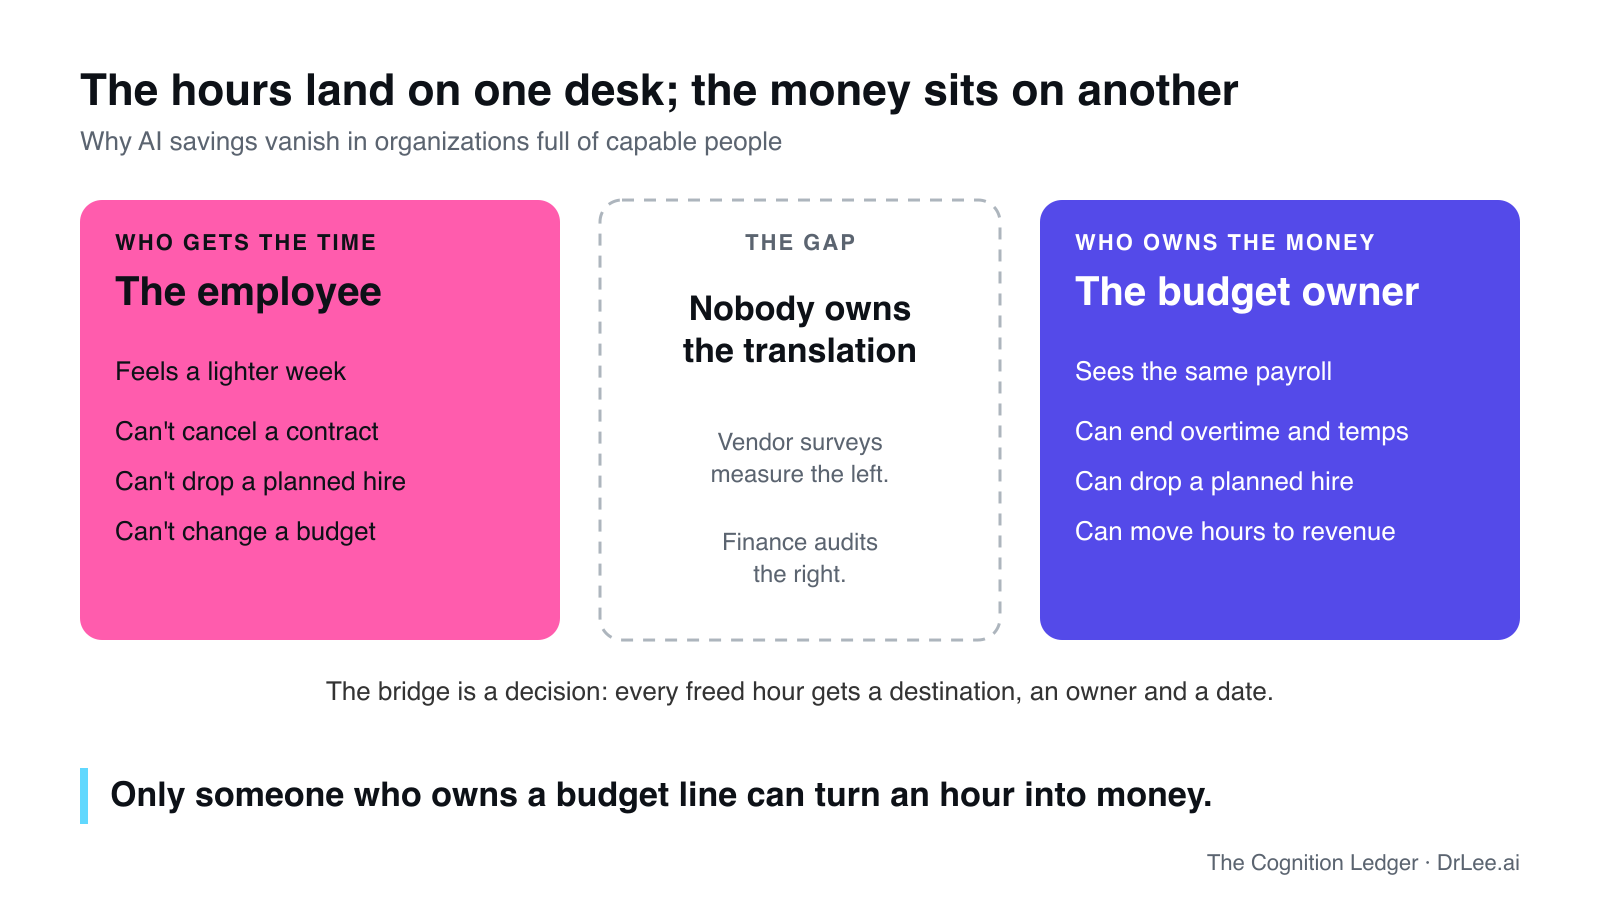 The hours land on one desk; the money sits on another
Why AI savings vanish in organizations full of capable people
WHO GETS THE TIME
The employee
Feels a lighter week
Can't cancel a contract
Can't drop a planned hire
Can't change a budget
THE GAP
Nobody owns
the translation
Vendor surveys
measure the left.
Finance audits
the right.
WHO OWNS THE MONEY
The budget owner
Sees the same payroll
Can end overtime and temps
Can drop a planned hire
Can move hours to revenue
The bridge is a decision: every freed hour gets a destination, an owner and a date.
Only someone who owns a budget line can turn an hour into money.
The Cognition Ledger · DrLee.ai